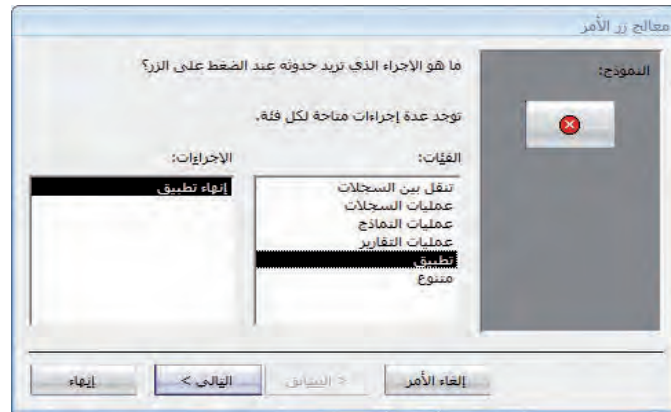 معالج زر الأمر
النموذج:
ما هو الإجراء الذي تريد حدوثه عند الضغط على الزر؟
توجد عدة إجراءات متاحة لكل فئة.
الفئات:
تنقل بين السجلات
عمليات السجلات
عمليات النماذج
عمليات التقارير
تطبيق
متنوع
الإجراءات:
إنهاء تطبيق
إلغاء الأمر
< السابق
التالي >
إنهاء